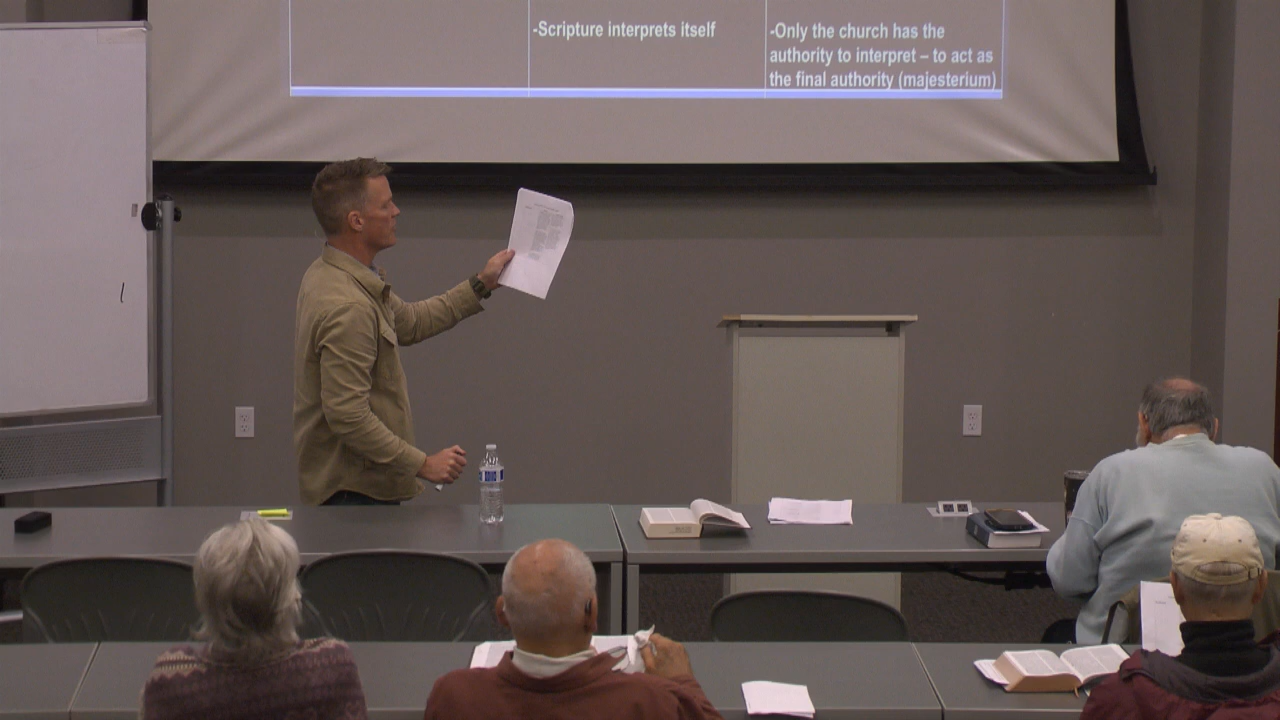 -Scripture interprets itself
-Only the church has the
authority to interpret – to act as
the final authority (majesterium)